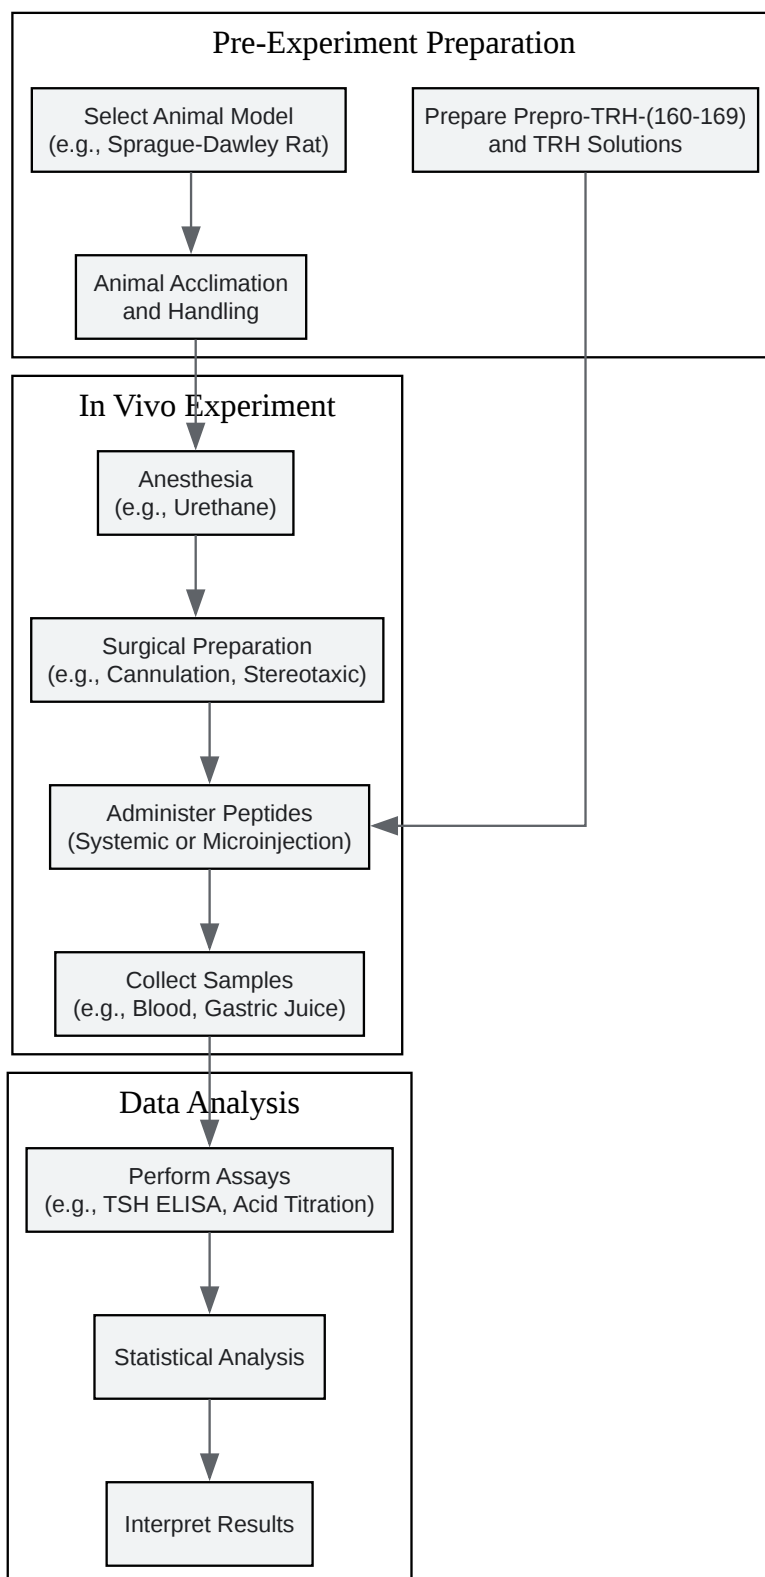 Pre-Experiment Preparation
Select Animal Model
(e.g., Sprague-Dawley Rat)
Prepare Prepro-TRH-(160-169)
and TRH Solutions
Animal Acclimation
and Handling
In Vivo Experiment
Anesthesia
(e.g., Urethane)
Surgical Preparation
(e.g., Cannulation, Stereotaxic)
Administer Peptides
(Systemic or Microinjection)
Collect Samples
(e.g., Blood, Gastric Juice)
Data Analysis
Perform Assays
(e.g., TSH ELISA, Acid Titration)
Statistical Analysis
Interpret Results